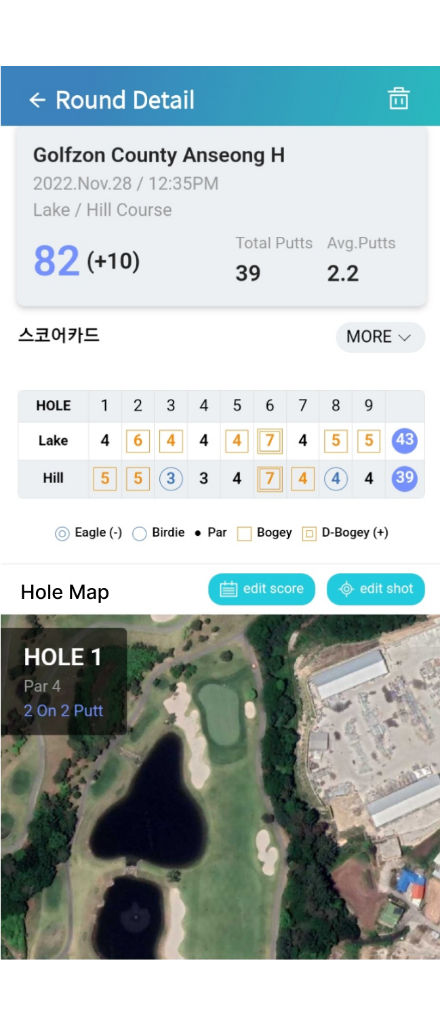 ← Round Detail
Golfzon County Anseong H
2022.Nov.28 / 12:35PM
Lake / Hill Course
82 (+10)
Total Putts Avg.Putts
39 2.2
스코어카드
MORE
HOLE 1 2 3 4 5 6 7 8 9
Lake 4 6 4 4 4 7 4 5 5 43
Hill 5 5 3 3 4 7 4 4 4 39
Eagle (-) Birdie Par Bogey D-Bogey (+)
Hole Map
edit score
edit shot
HOLE 1
Par 4
2 On 2 Putt